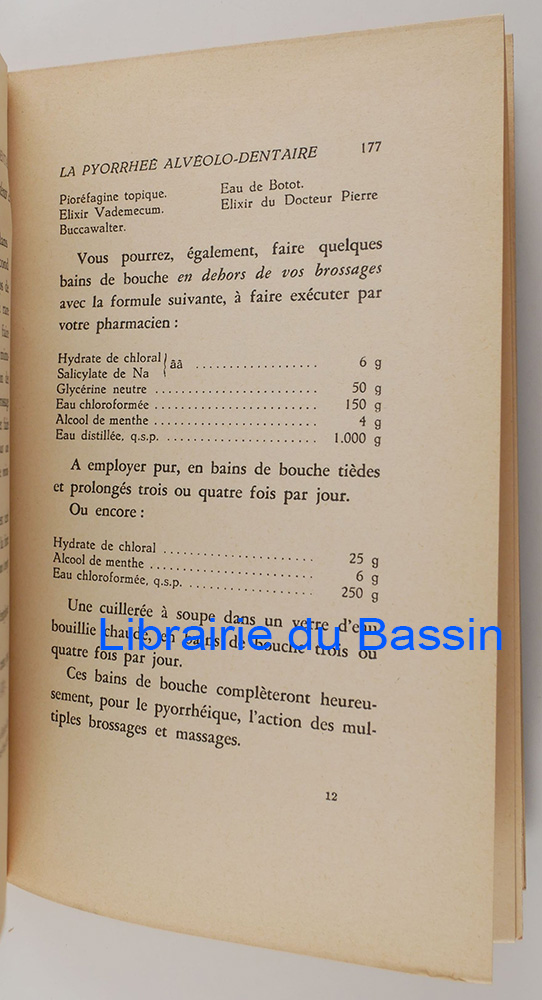 LA PYORRHEÉ ALVÉOLO-DENTAIRE 177
Pioréfagine topique. Eau de Botot.
Elixir Vademecum. Elixir du Docteur Pierre
Buccawalter.
Vous pourrez, également, faire quelques
bains de bouche en dehors de vos brossages
avec la formule suivante, à faire exécuter par
votre pharmacien :
Hydrate de chloral
Salicylate de Na } āā .................. 6 g
Glycérine neutre ........................ 50 g
Eau chloroformée ........................ 150 g
Alcool de menthe ........................ 4 g
Eau distillée, q.s.p. ...................... 1.000 g
A employer pur, en bains de bouche tièdes
et prolongés trois ou quatre fois par jour.
Ou encore :
Hydrate de chloral ...................... 25 g
Alcool de menthe ........................ 6 g
Eau chloroformée, q.s.p. .................. 250 g
Une cuillerée à soupe dans un verre d'eau
bouillie chaude, en bains de bouche trois ou
quatre fois par jour.
Librairie du Bassin
Ces bains de bouche complèteront heureu-
sement, pour le pyorrhéique, l'action des mul-
tiples brossages et massages.
12